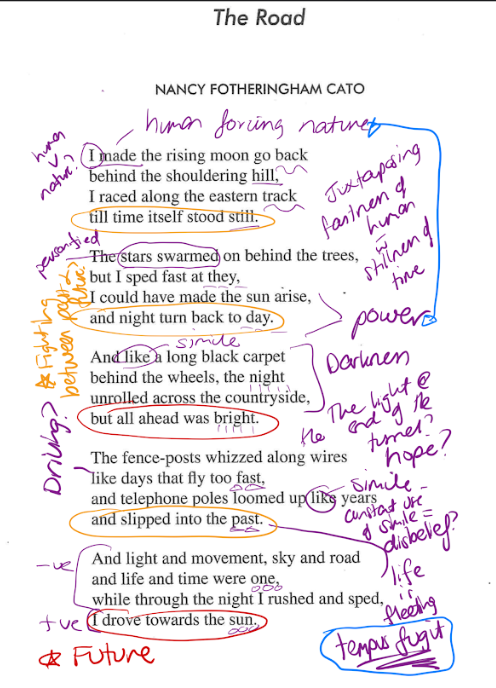 The Road
NANCY FOTHERINGHAM CATO
human forcing nature
human
v
nature?
I made the rising moon go back
behind the shouldering hill,
I raced along the eastern track
till time itself stood still.
Juxtaposing
fastness of
human
w
stillness of
time
personified
The stars swarmed on behind the trees,
but I sped fast at they,
I could have made the sun arise,
and night turn back to day.
power
Fighting
between past &
future?
simile
And like a long black carpet
behind the wheels, the night
unrolled across the countryside,
but all ahead was bright.
Darkness
The light @
the end of the
tunnel?
hope?
Driving?
The fence-posts whizzed along wires
like days that fly too fast,
and telephone poles loomed up like years
and slipped into the past.
simile -
constant use
of simile =
disbelief?
-ve
And light and movement, sky and road
and life and time were one,
while through the night I rushed and sped,
I drove towards the sun.
+ve
life
is
fleeting
tempus fugit
Future